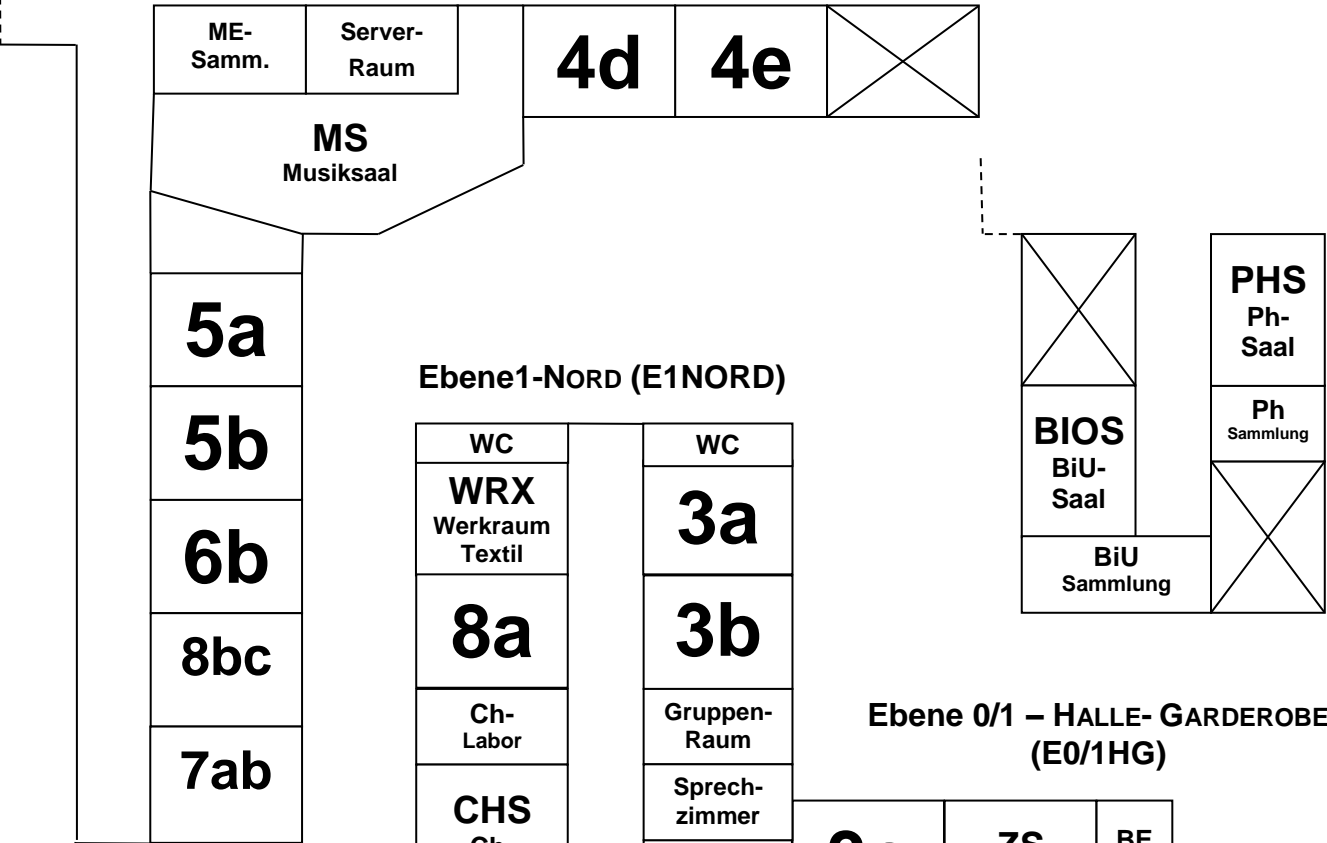 ME-
Samm.
Server-
Raum
4d
4e
MS
Musiksaal
5a
5b
6b
8bc
7ab
Ebene1-NORD (E1NORD)
WC
WRX
Werkraum
Textil
8a
Ch-
Labor
CHS
WC
3a
3b
Gruppen-
Raum
Sprech-
zimmer
BIOS
BiU-
Saal
BiU
Sammlung
PHS
Ph-
Saal
Ph
Sammlung
Ebene 0/1 – HALLE- GARDEROBE
(E0/1HG)
ZS
BE